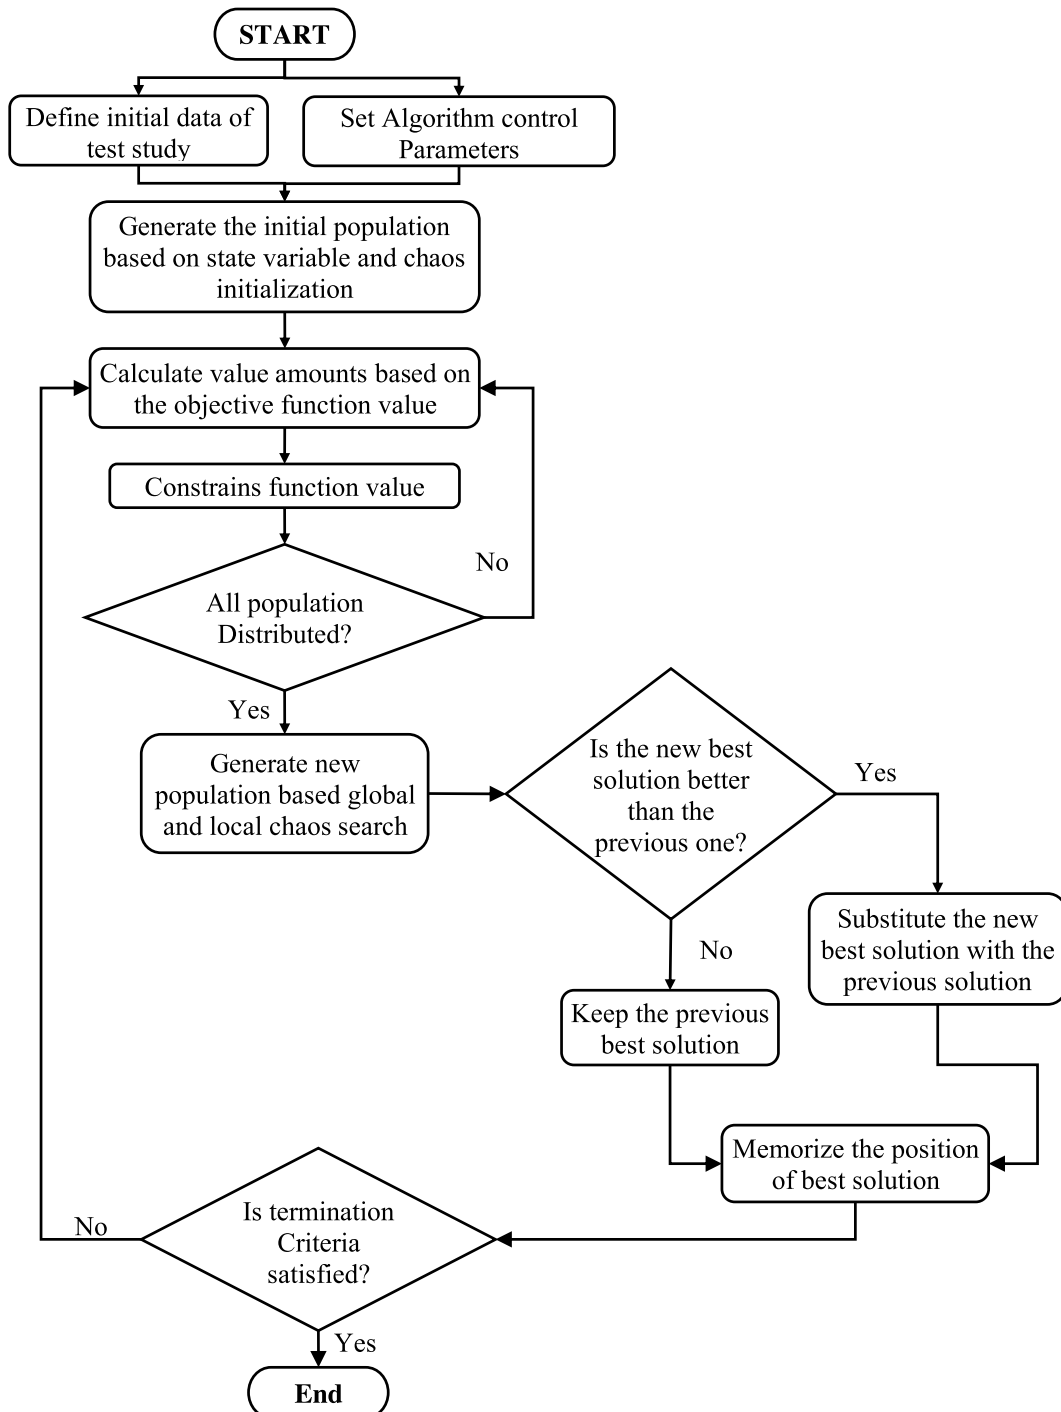 START
Define initial data of
test study
Set Algorithm control
Parameters
Generate the initial population
based on state variable and chaos
initialization
Calculate value amounts based on
the objective function value
Constrains function value
No
All population
Distributed?
Yes
Generate new
population based global
and local chaos search
Is the new best
solution better
than the
previous one?
Yes
Substitute the new
best solution with the
previous solution
No
Keep the previous
best solution
Memorize the position
of best solution
Is termination
Criteria
satisfied?
No
Yes
End